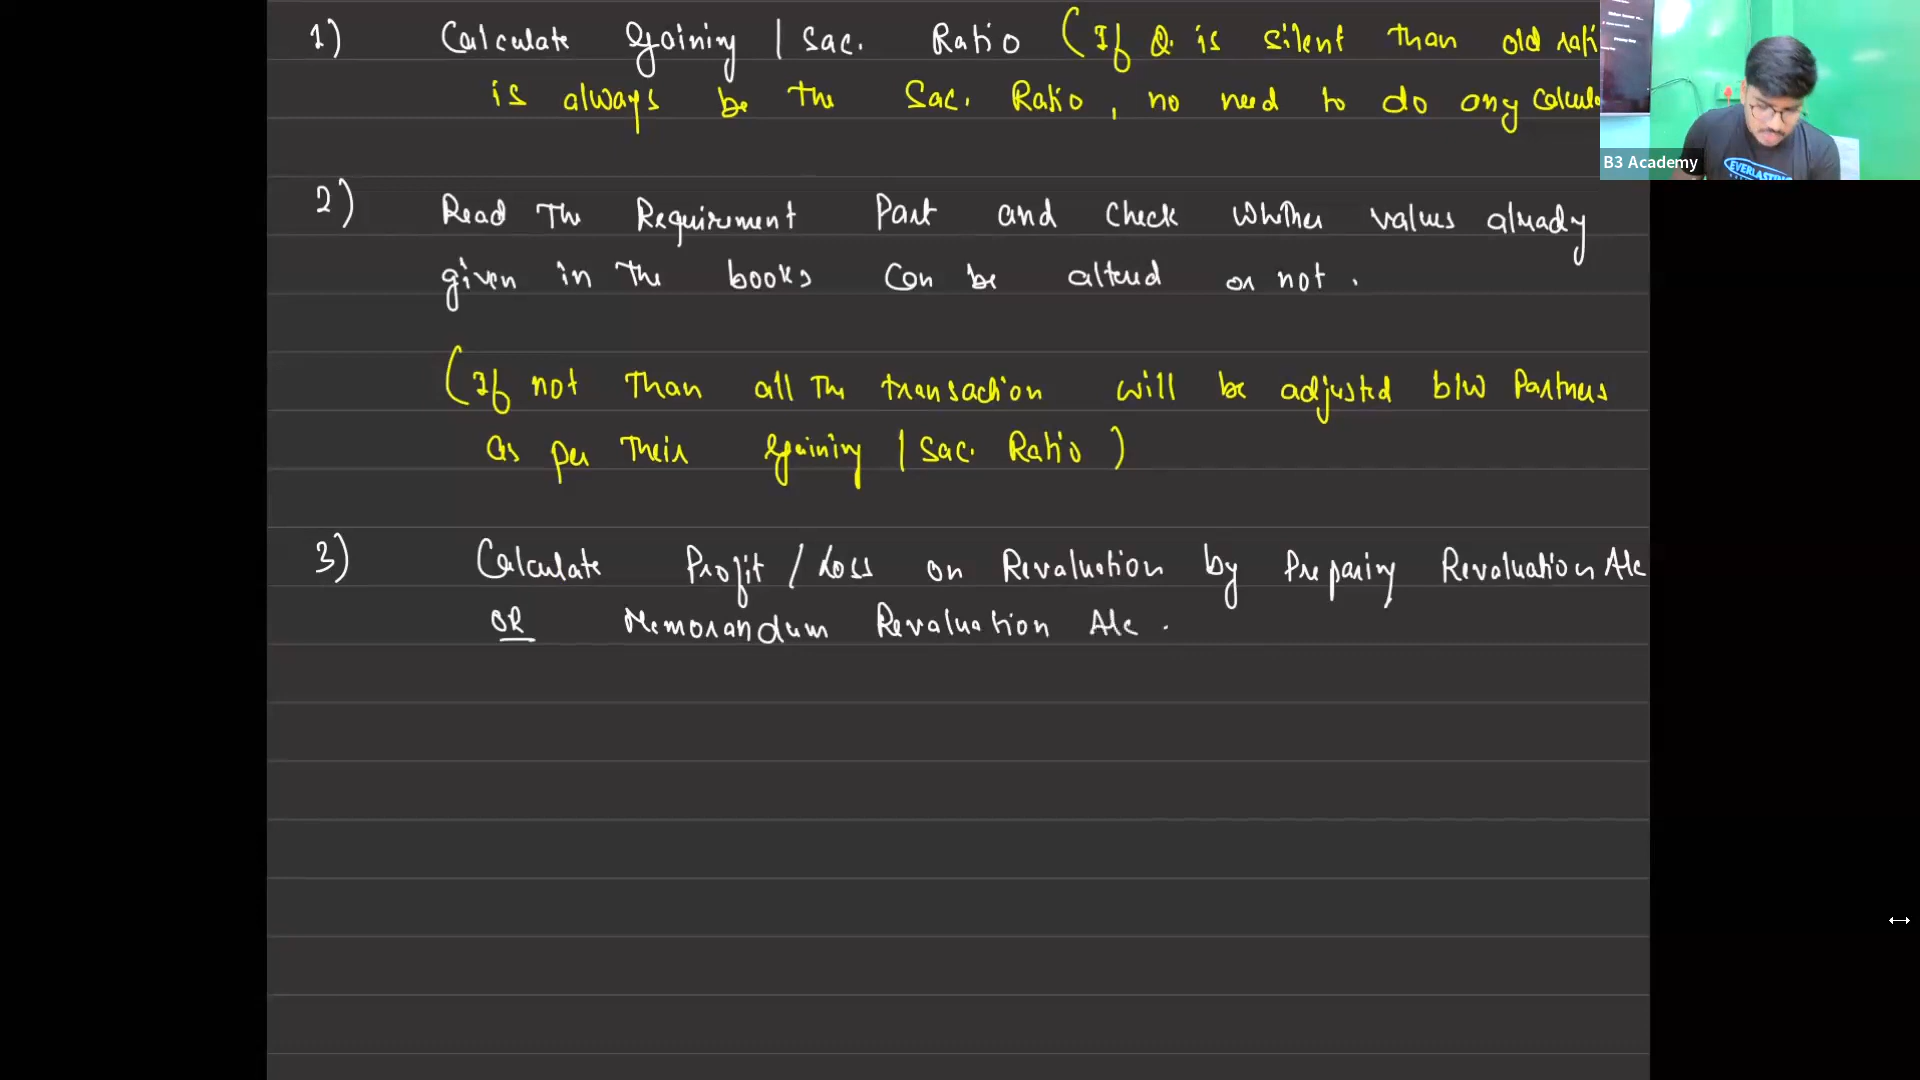 1) Calculate Gaining / Sac. Ratio (If Q. is silent than old rati
is always be the Sac. Ratio, no need to do any Calcula
2) Read The Requirement Part and Check Whether values already
given in The books Can be altered or not.
(If not Than all The transaction will be adjusted b/w Partners
as per Their Gaining / Sac. Ratio)
3) Calculate Profit / Loss on Revaluation by Preparing Revaluation A/c
OR Memorandum Revaluation A/c.
B3 Academy
EVERLAST